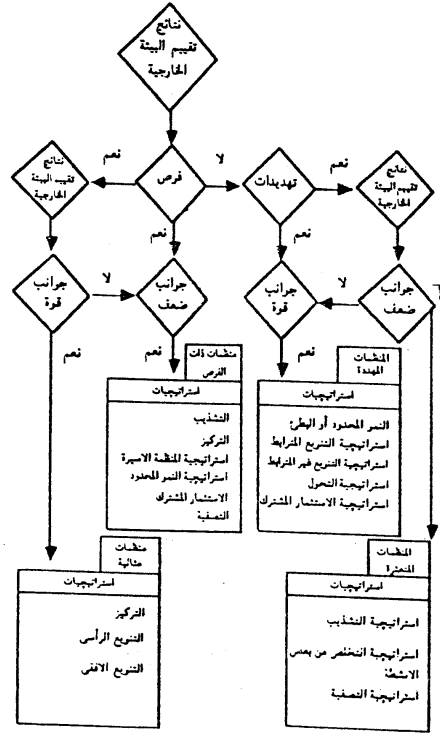 نتائج
تقييم البيئة
الخارجية
نتائج
تقييم البيئة
الخارجية
نعم
فرص
لا
تهديدات
نعم
نتائج
تقييم البيئة
الخارجية
نعم
نعم
جوانب
ضعف
لا
جوانب
قوة
جوانب
ضعف
لا
جوانب
قوة
نعم
نعم
نعم
المنظمات
المهددة
استراتيجيات
النمو المحدود أو البطئ
استراتيجية التنويع المترابط
استراتيجية التنويع غير المترابط
استراتيجية التحول
استراتيجية الاستثمار المشترك
منظمات ذات
الفرص
استراتيجيات
التشذيب
التركيز
استراتيجية المنظمة الاسيرة
استراتيجية النمو المحدود
الاستثمار المشترك
التصفية
المنظمات
المتعثرة
استراتيجيات
استراتيجية التشذيب
استراتيجية التخلص من بعض
الانشطة
استراتيجية التصفية
منظمات
مثالية
استراتيجيات
التركيز
التنويع الرأسى
التنويع الافقى